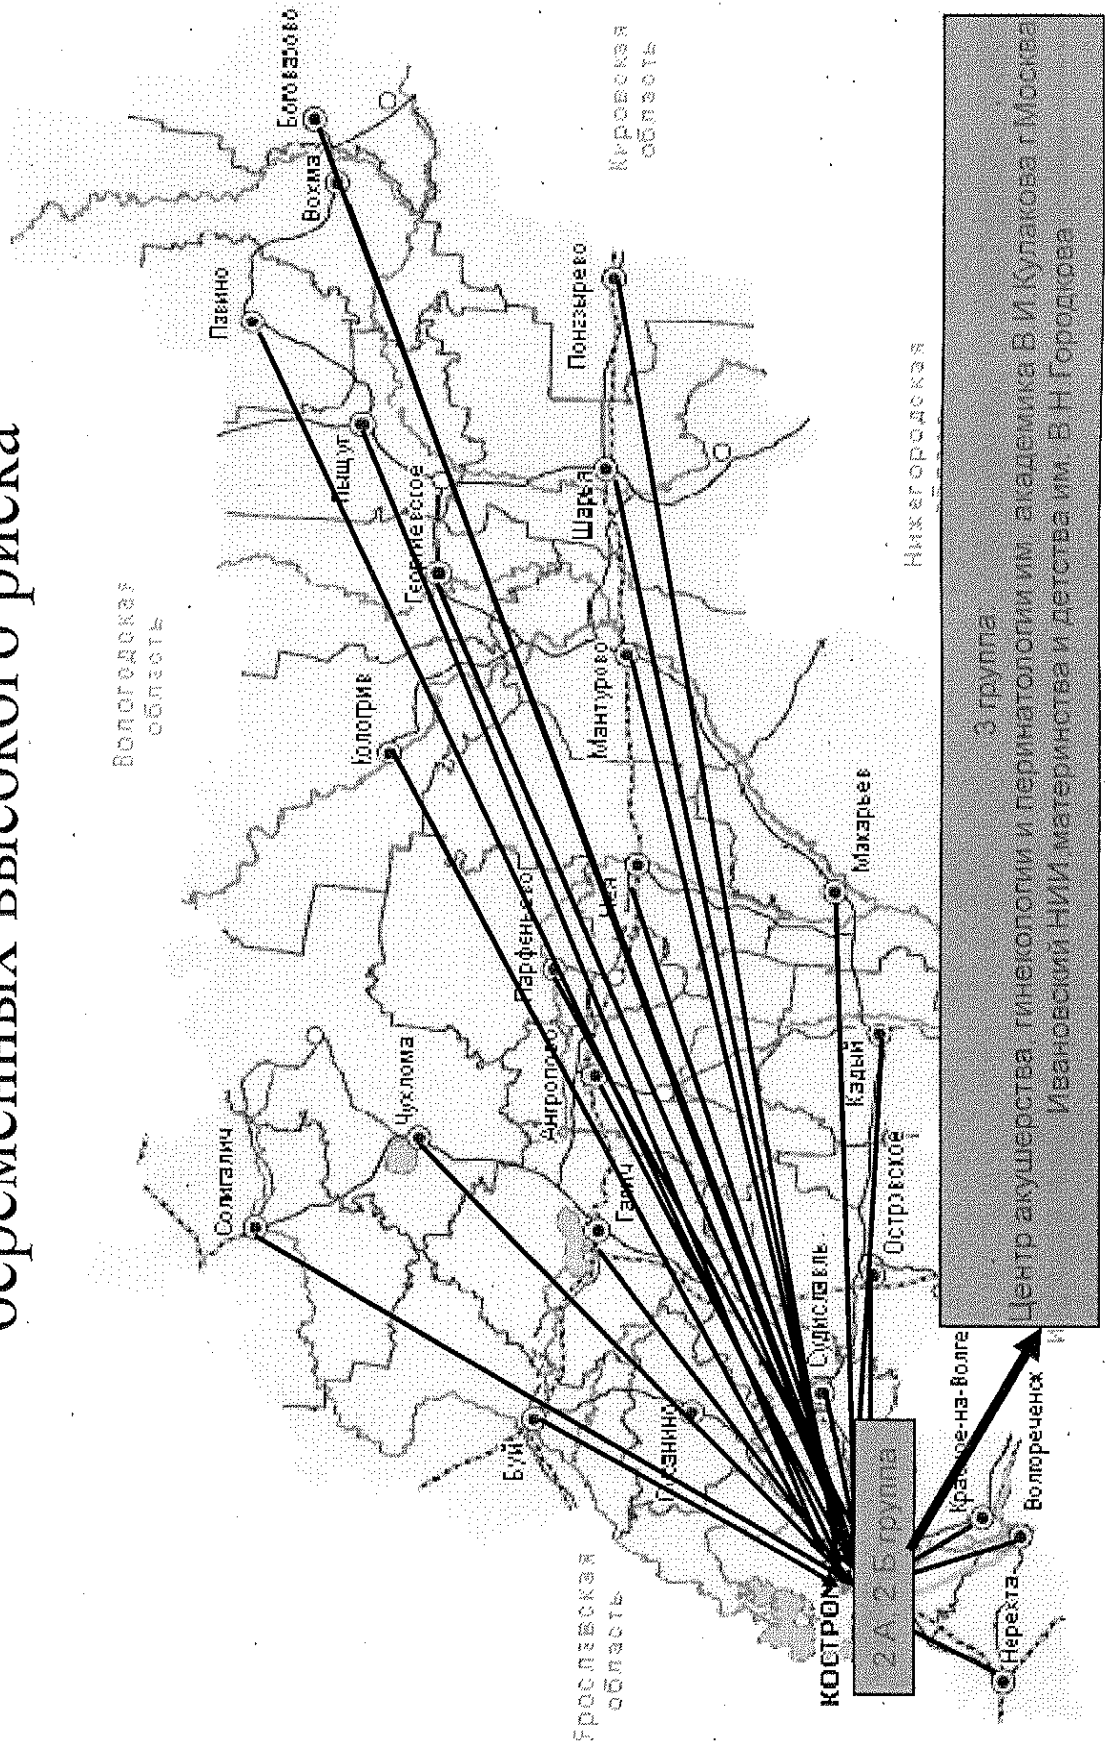 беременных высокого риска
Вологодская
область
Солигалич
Павино
Боговарово
Вохма
Чухлома
Кологрив
Пыщуг
Георгиевское
Буй
Антропово
Парфеньево
Галич
Мантурово
Шарья
Поназырево
Кировская
область
Ярославская
область
Судиславль
Кадый
Макарьев
Островское
Нижегородская
КОСТРОМ
2 А 2 Б группа
Красное-на-Волге
Волгореченск
Нерехта
3 группа
Центр акушерства гинекологии и перинатологии им. академика В. И Кулакова г.Москва
Ивановский НИИ материнства и детства им. В. Н. Городкова